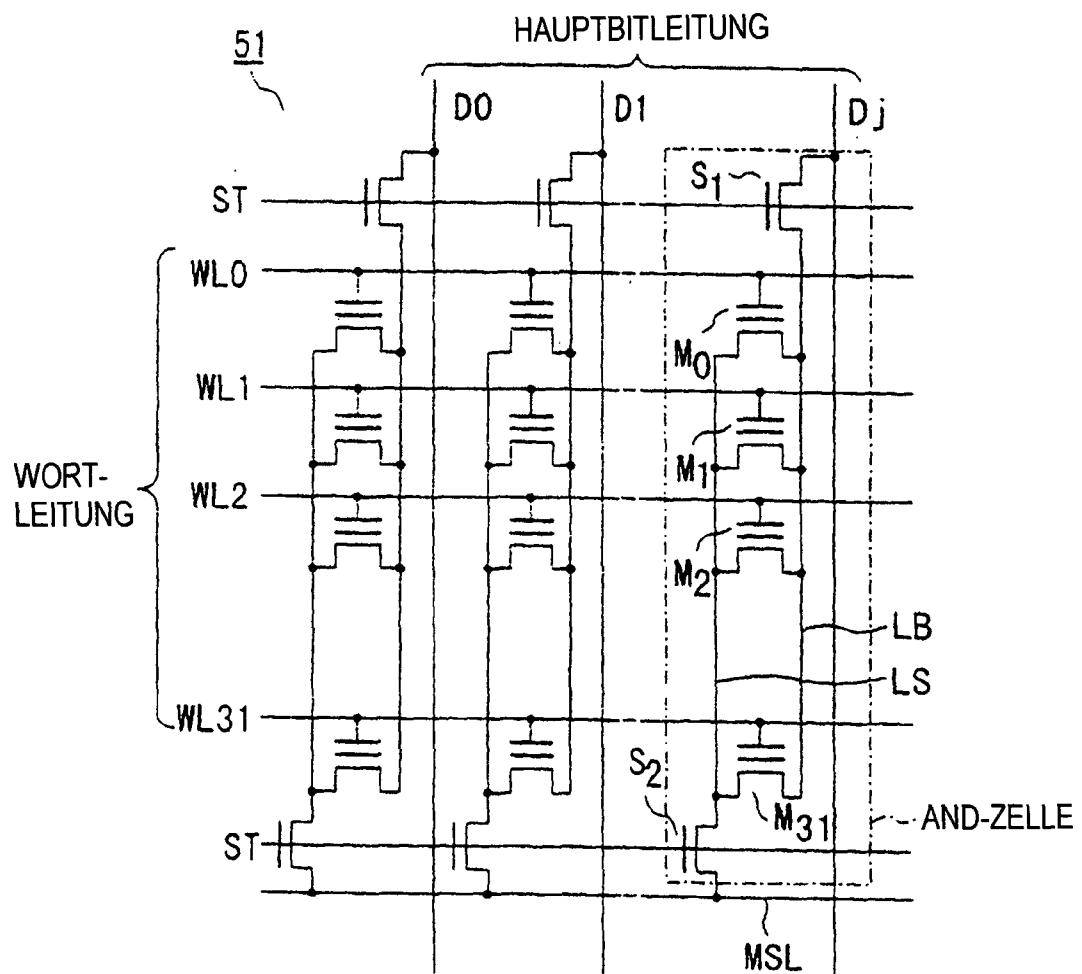 HAUPTBITLEITUNG
51
D0 D1 Dj
S1
ST
WL0
M0
WL1
M1
WORT-
LEITUNG
WL2
M2
LB
LS
WL31
S2
M31
AND-ZELLE
ST
MSL